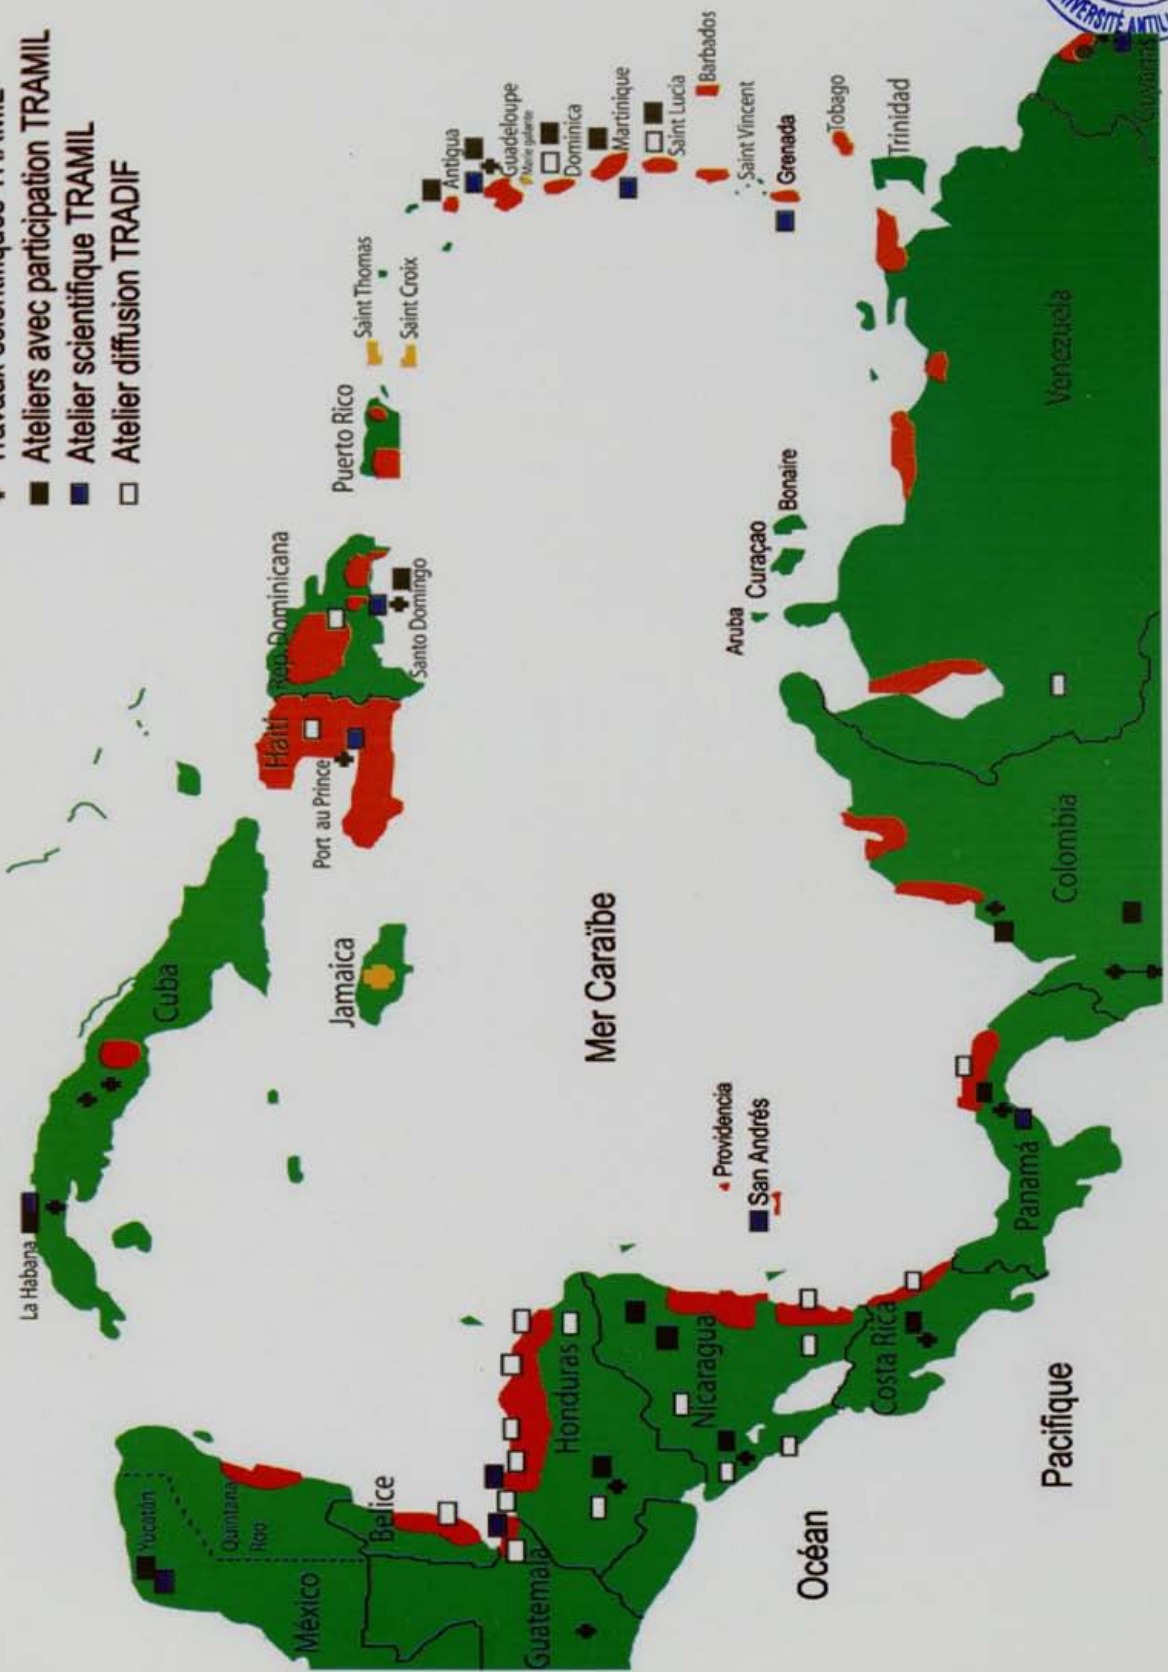 Ateliers avec participation TRAMIL
Atelier scientifique TRAMIL
Atelier diffusion TRADIF
La Habana
Cuba
Yucatán
Quintana
Roo
México
Belice
Guatemala
Honduras
Nicaragua
Costa Rica
Panamá
Jamaica
Haïti
Port au Prince
Rep. Dominicana
Santo Domingo
Puerto Rico
Saint Thomas
Saint Croix
Antigua
Guadeloupe
Marie galante
Dominica
Martinique
Saint Lucia
Barbados
Saint Vincent
Grenada
Tobago
Trinidad
Mer Caraïbe
Providencia
San Andrés
Aruba
Curaçao
Bonaire
Colombia
Venezuela
Océan
Pacifique